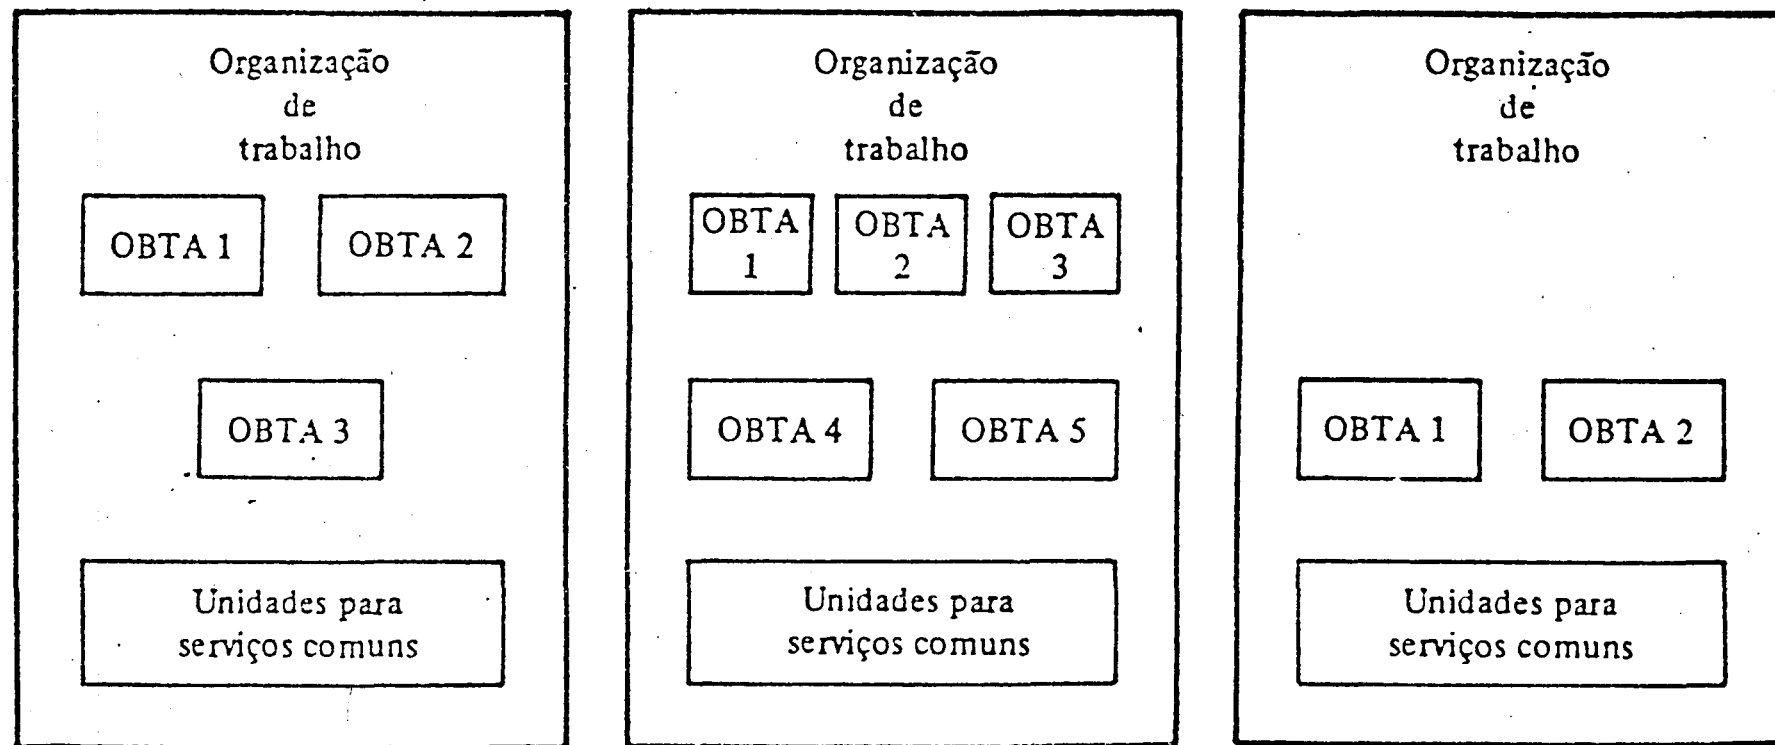 Organização
de
trabalho
OBTA 1
OBTA 2
OBTA 3
Unidades para
serviços comuns
Organização
de
trabalho
OBTA
1
OBTA
2
OBTA
3
OBTA 4
OBTA 5
Unidades para
serviços comuns
Organização
de
trabalho
OBTA 1
OBTA 2
Unidades para
serviços comuns